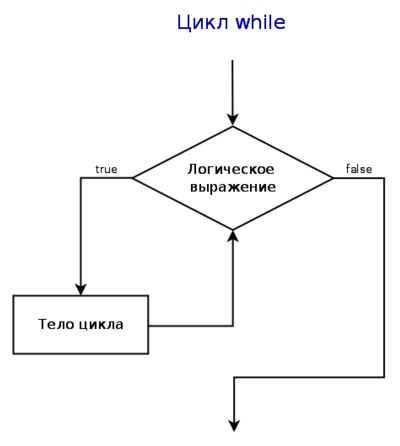 Цикл while
Логическое
выражение
true
false
Тело цикла